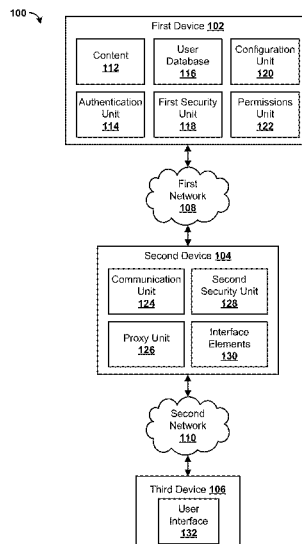 100
First Device 102
Content
112
User
Database
116
Configuration
Unit
120
Authentication
Unit
114
First Security
Unit
118
Permissions
Unit
122
First
Network
108
Second Device 104
Communication
Unit
124
Second
Security Unit
128
Proxy Unit
126
Interface
Elements
130
Second
Network
110
Third Device 106
User
Interface
132